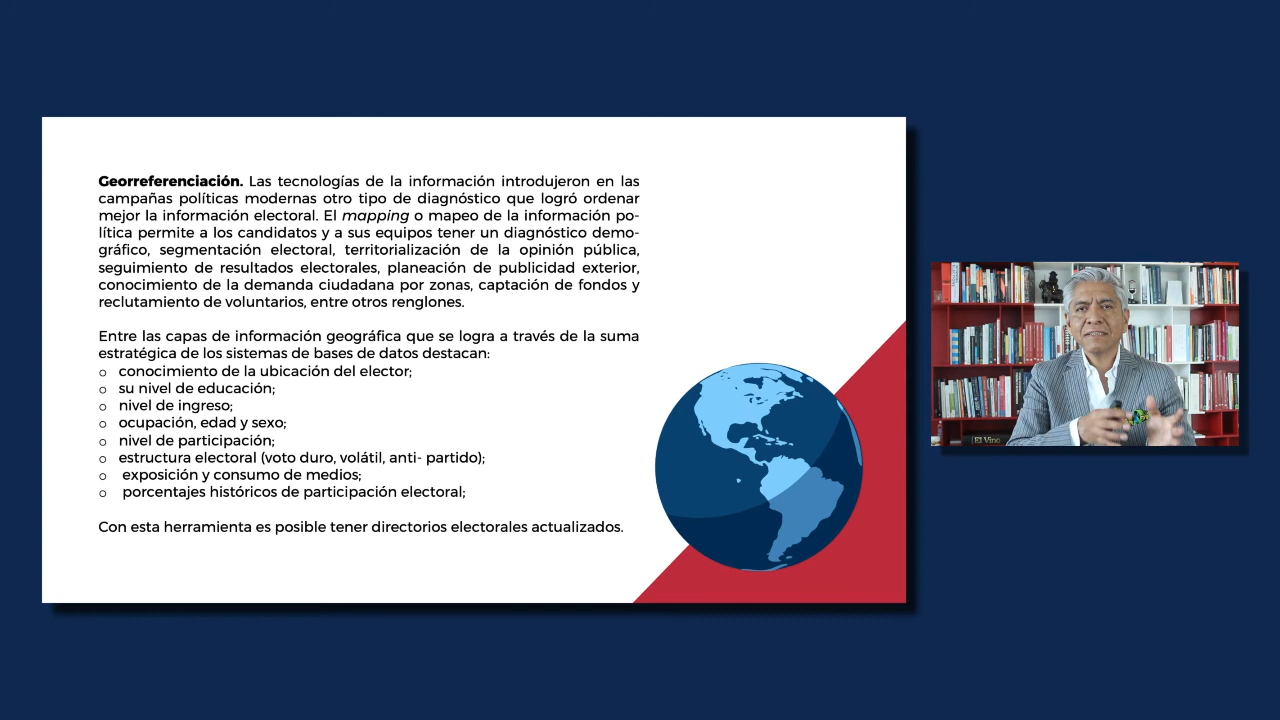 Georreferenciación. Las tecnologías de la información introdujeron en las
campañas políticas modernas otro tipo de diagnóstico que logró ordenar
mejor la información electoral. El mapping o mapeo de la información po-
lítica permite a los candidatos y a sus equipos tener un diagnóstico demo-
gráfico, segmentación electoral, territorialización de la opinión pública,
seguimiento de resultados electorales, planeación de publicidad exterior,
conocimiento de la demanda ciudadana por zonas, captación de fondos y
reclutamiento de voluntarios, entre otros renglones.
Entre las capas de información geográfica que se logra a través de la suma
estratégica de los sistemas de bases de datos destacan:
o conocimiento de la ubicación del elector;
o su nivel de educación;
o nivel de ingreso;
o ocupación, edad y sexo;
o nivel de participación;
o estructura electoral (voto duro, volátil, anti- partido);
o exposición y consumo de medios;
o porcentajes históricos de participación electoral;
Con esta herramienta es posible tener directorios electorales actualizados.
El Vino